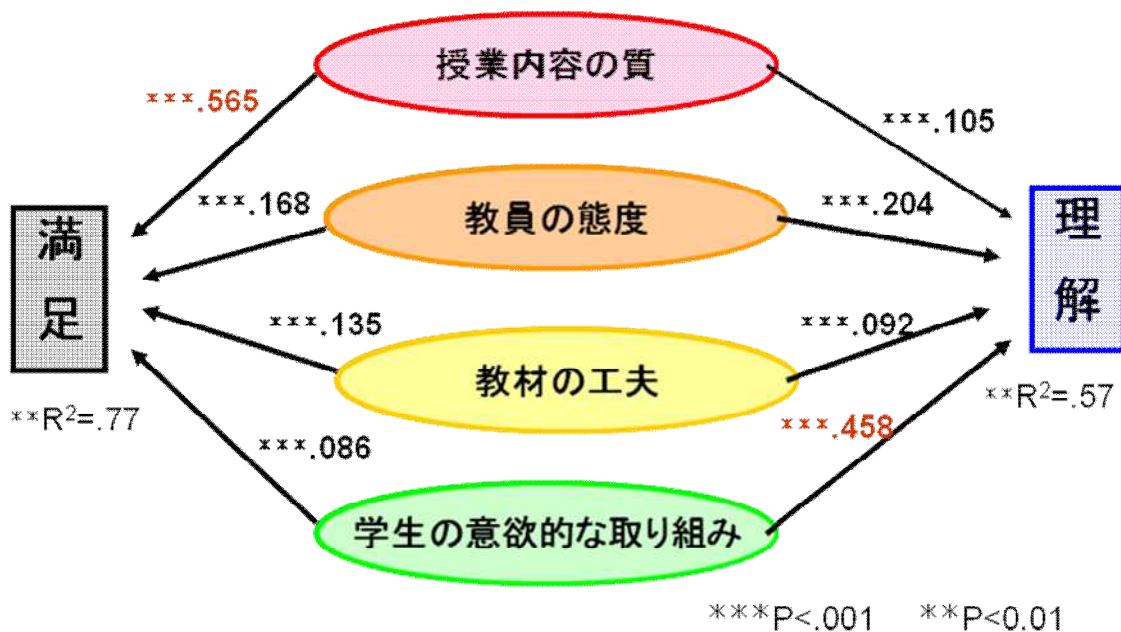 授業内容の質
***.565
***.105
***.168
教員の態度
***.204
満足
理解
***.135
***.092
教材の工夫
**R²=.77
**R²=.57
***.458
***.086
学生の意欲的な取り組み
***P<.001 **P<0.01